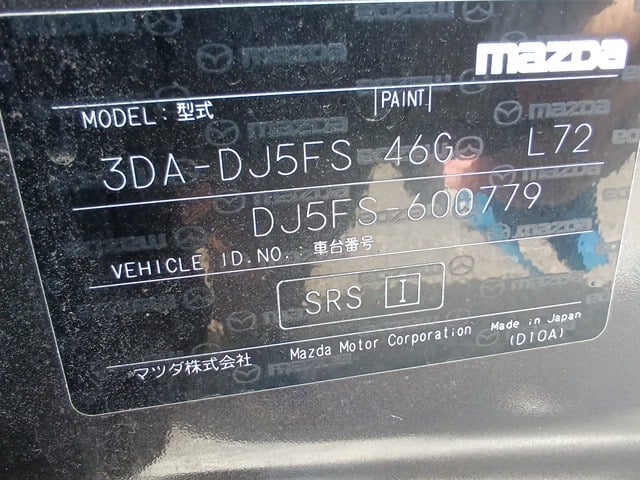 mazda
MODEL: 型式 PAINT
3DA-DJ5FS 46G L72
DJ5FS-600779
VEHICLE ID.NO. 車台番号
SRS I
マツダ株式会社 Mazda Motor Corporation Made in Japan
(D10A)